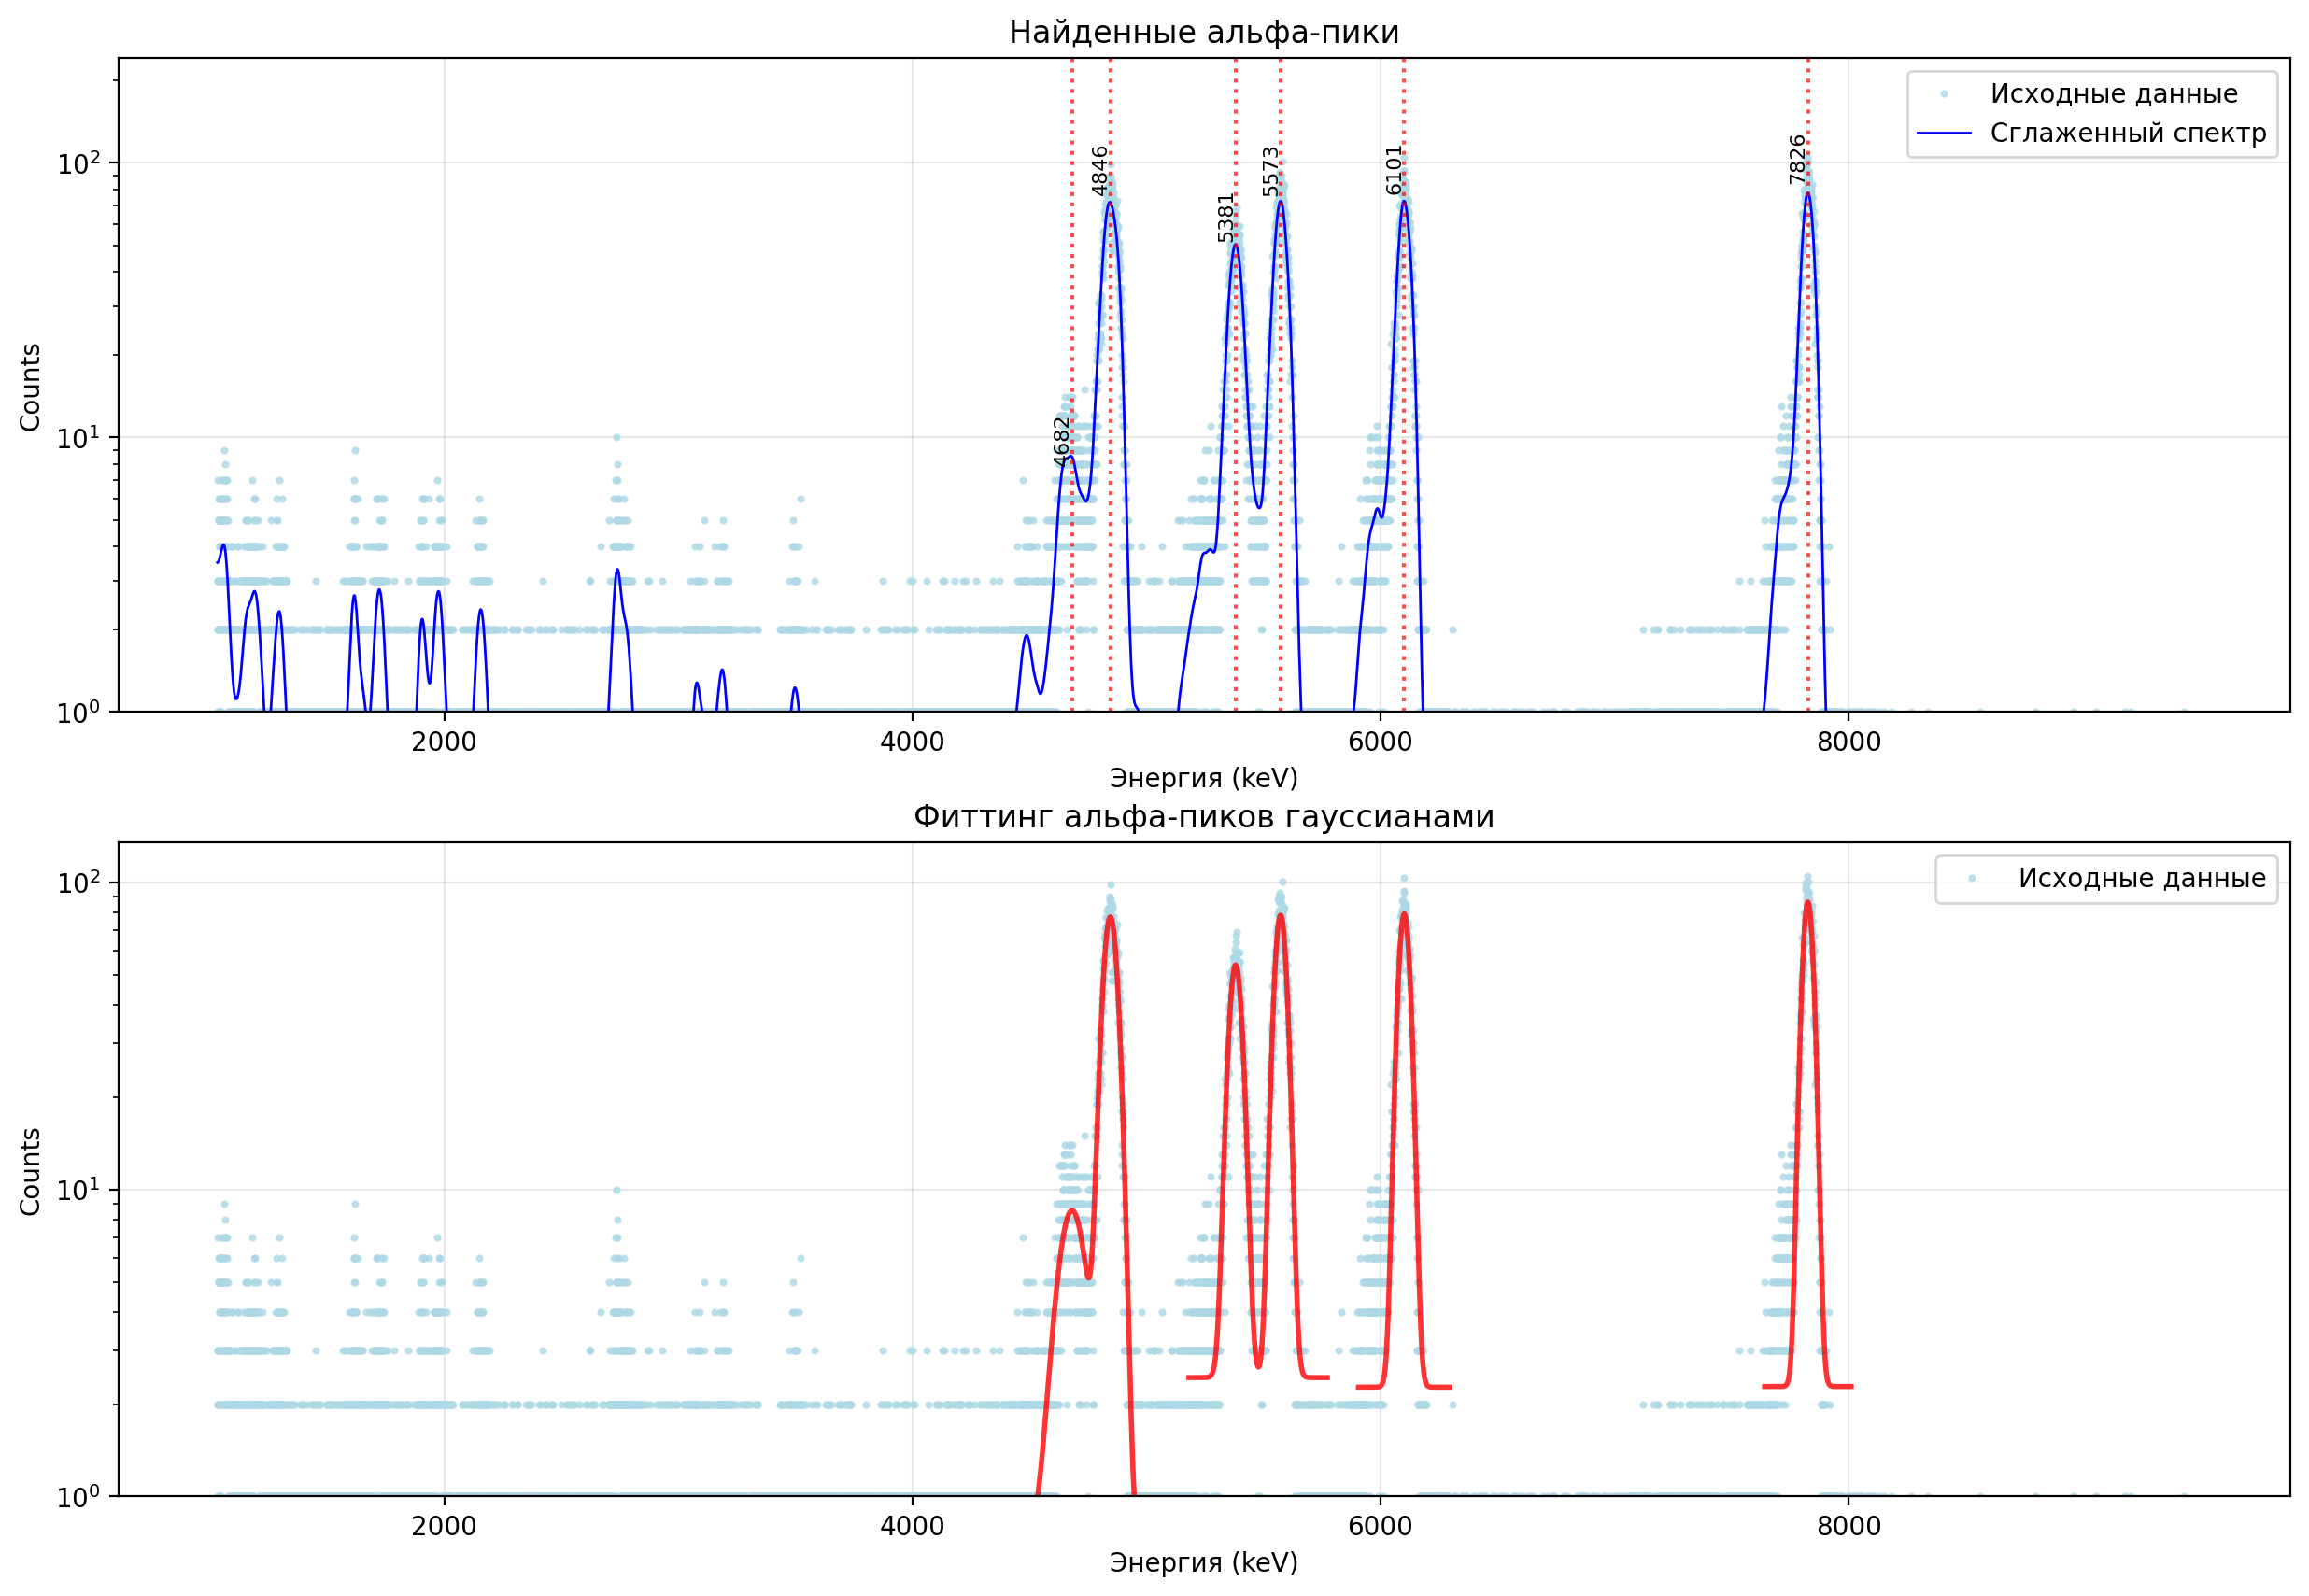 Найденные альфа-пики
Counts
10²
10¹
10⁰
4682
4846
5381
5573
6101
7826
Исходные данные
Сглаженный спектр
2000 4000 6000 8000
Энергия (keV)
Фиттинг альфа-пиков гауссианами
Counts
10²
10¹
10⁰
Исходные данные
2000 4000 6000 8000
Энергия (keV)